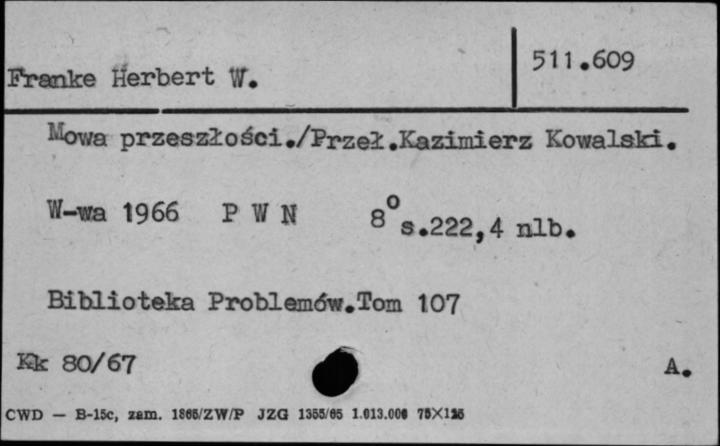 511.609
Franke Herbert W.
Mowa przeszłości./Przeł.Kazimierz Kowalski.
W-wa 1966 P W N 8° s.222,4 nlb.
Biblioteka Problemów.Tom 107
Kk 80/67 A.
CWD — B-15c, zam. 1866/ZW/P JZG 1355/65 1.013.000 75X125